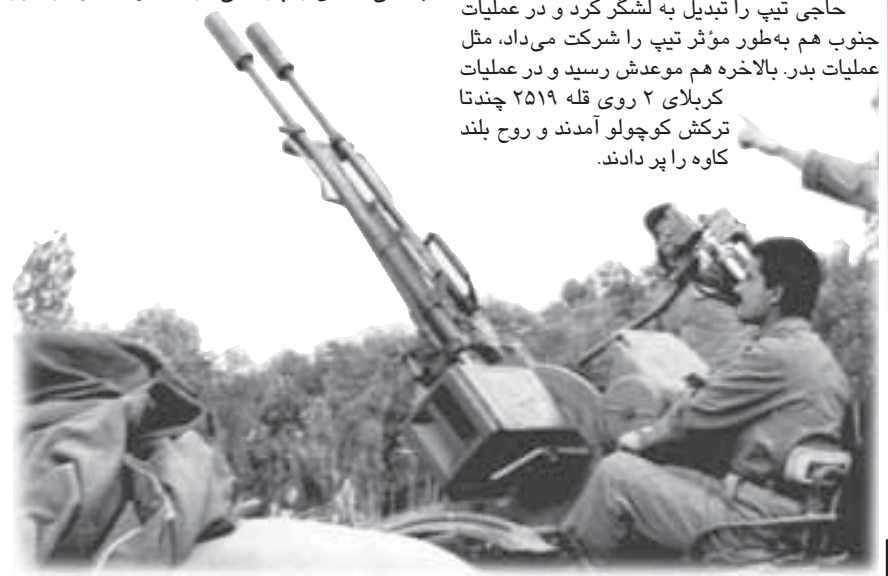 حاجی تیپ را تبدیل به لشگر کرد و در عملیات
جنوب هم به‌طور مؤثر تیپ را شرکت می‌داد، مثل
عملیات بدر. بالاخره هم موعدش رسید و در عملیات
کربلای ۲ روی قله ۲۵۱۹ چندتا
ترکش کوچولو آمدند و روح بلند
کاوه را پر دادند.